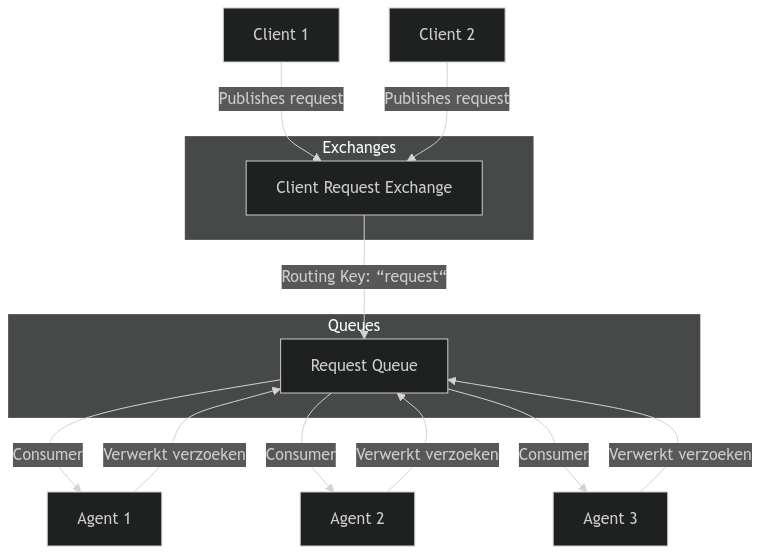 Client 1
Client 2
Publishes request
Publishes request
Exchanges
Client Request Exchange
Routing Key: “request“
Queues
Request Queue
Consumer
Verwerkt verzoeken
Consumer
Verwerkt verzoeken
Consumer
Verwerkt verzoeken
Agent 1
Agent 2
Agent 3